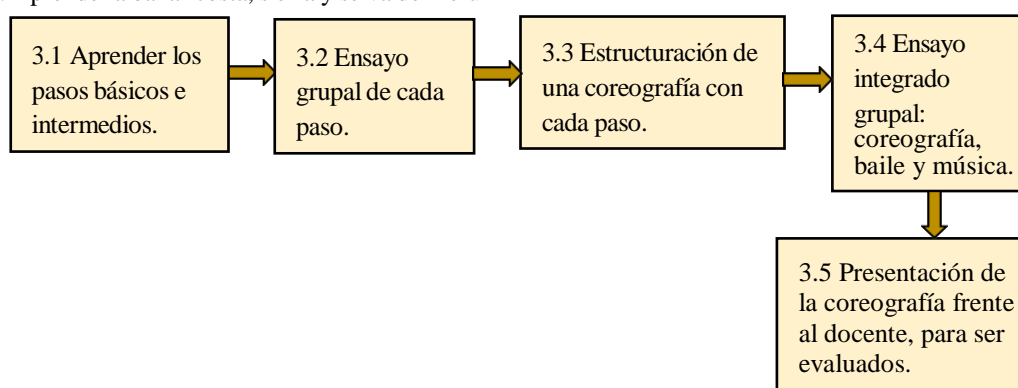 3.1 Aprender los
pasos básicos e
intermedios.
3.2 Ensayo
grupal de cada
paso.
3.3 Estructuración de
una coreografía con
cada paso.
3.4 Ensayo
integrado
grupal:
coreografía,
baile y música.
3.5 Presentación de
la coreografía frente
al docente, para ser
evaluados.